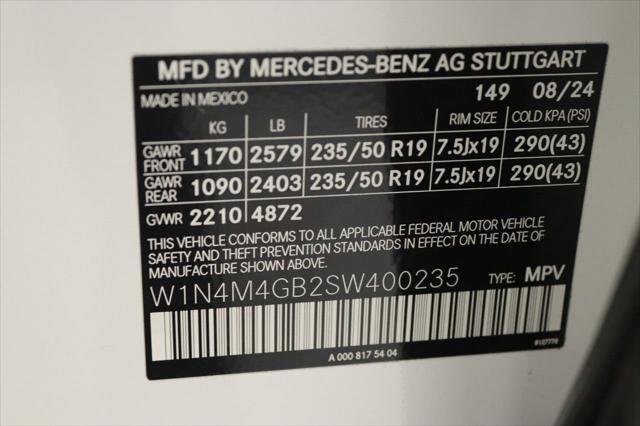 MFD BY MERCEDES-BENZ AG STUTTGART
MADE IN MEXICO 149 08/24
KG LB TIRES RIM SIZE COLD KPA (PSI)
GAWR FRONT 1170 2579 235/50 R19 7.5Jx19 290(43)
GAWR REAR 1090 2403 235/50 R19 7.5Jx19 290(43)
GVWR 2210 4872
THIS VEHICLE CONFORMS TO ALL APPLICABLE FEDERAL MOTOR VEHICLE
SAFETY AND THEFT PREVENTION STANDARDS IN EFFECT ON THE DATE OF
MANUFACTURE SHOWN ABOVE.
W1N4M4GB2SW400235 TYPE: MPV
A 000 817 54 04